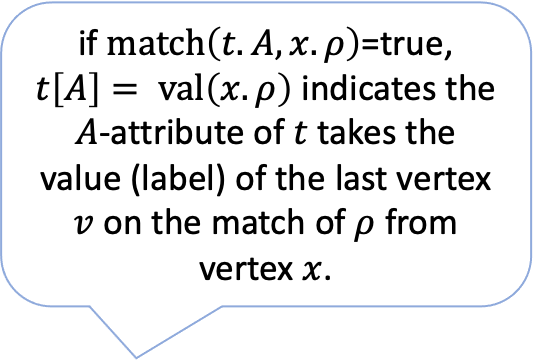 if match(t. A, x. ρ)=true,
t[A] = val(x. ρ) indicates the
A-attribute of t takes the
value (label) of the last vertex
v on the match of ρ from
vertex x.